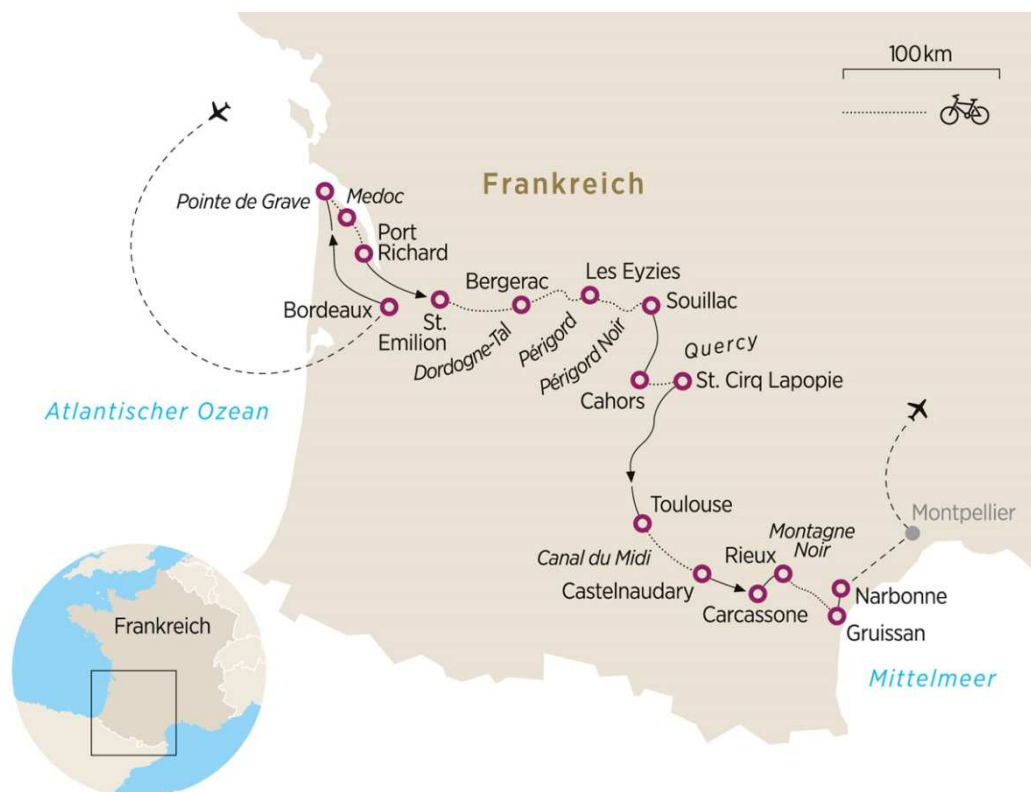 100 km
Frankreich
Pointe de Grave
Medoc
Port
Richard
Bordeaux
St.
Emilion
Bergerac
Dordogne-Tal
Les Eyzies
Périgord
Périgord Noir
Souillac
Quercy
Cahors
St. Cirq Lapopie
Atlantischer Ozean
Toulouse
Canal du Midi
Castelnaudary
Carcassone
Rieux
Montagne
Noir
Montpellier
Narbonne
Gruissan
Mittelmeer
Frankreich